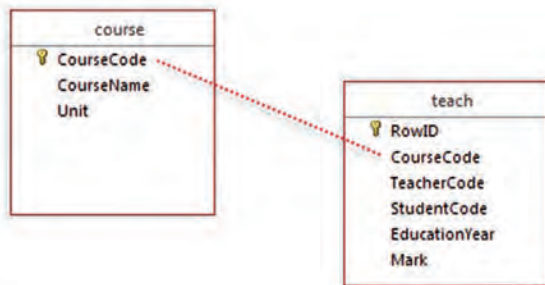 course
CourseCode
CourseName
Unit
teach
RowID
CourseCode
TeacherCode
StudentCode
EducationYear
Mark